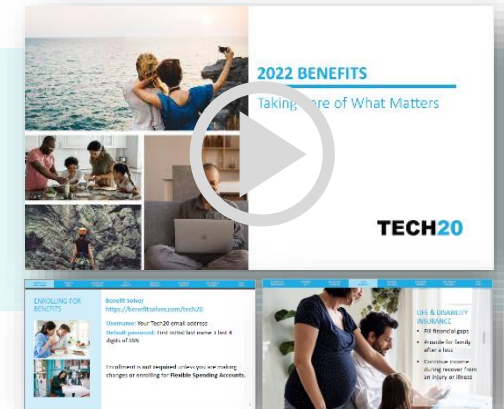 2022 BENEFITS
Taking Care of What Matters
TECH20
ENROLLING FOR
BENEFITS
Benefit Solver
https://benefitsolver.com/tech20
Username: Your Tech20 email address
Default password: First initial last name + last 4
digits of SSN
Enrollment is not required unless you are making
changes or enrolling for Flexible Spending Accounts.
LIFE & DISABILITY
INSURANCE
• Fill financial gaps
• Provide for family
after a loss
• Continue income
during recover from
an injury or illness